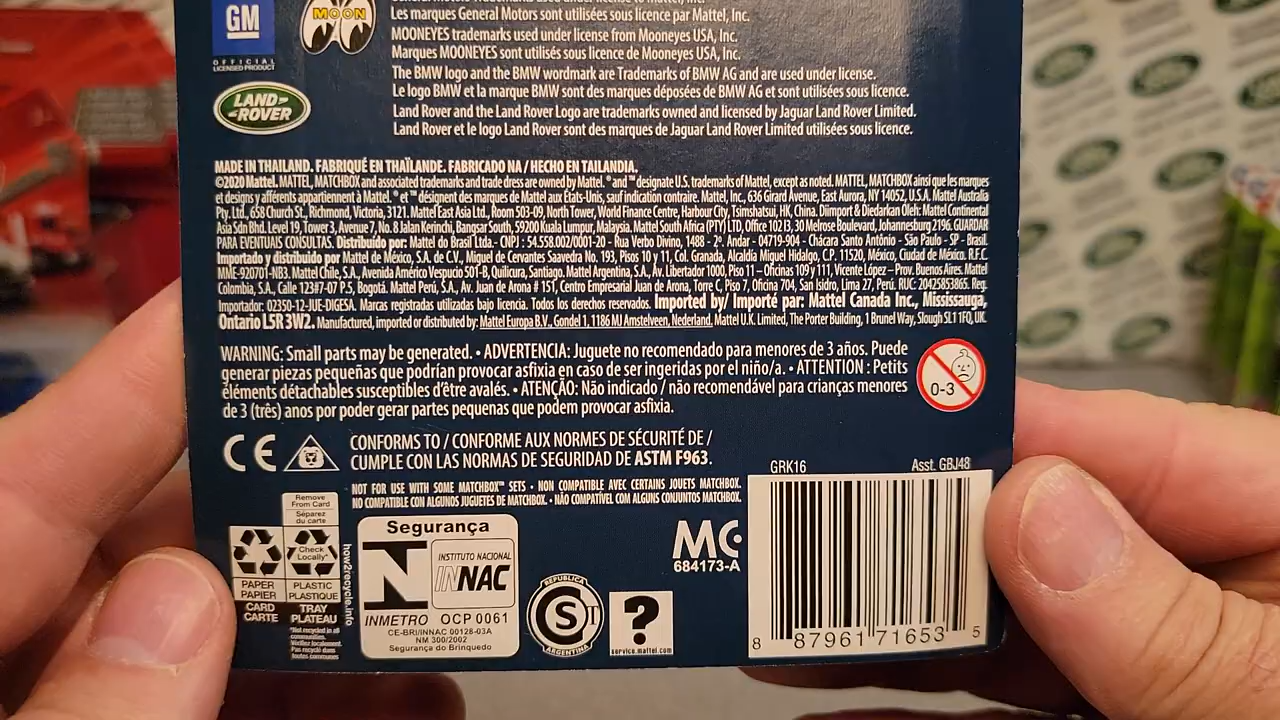 GM
OFFICIAL
LICENSED PRODUCT
MOON
LAND
ROVER
Les marques General Motors sont utilisées sous licence par Mattel, Inc.
MOONEYES trademarks used under license from Mooneyes USA, Inc.
Marques MOONEYES sont utilisés sous licence de Mooneyes USA, Inc.
The BMW logo and the BMW wordmark are Trademarks of BMW AG and are used under license.
Le logo BMW et la marque BMW sont des marques déposées de BMW AG et sont utilisées sous licence.
Land Rover and the Land Rover Logo are trademarks owned and licensed by Jaguar Land Rover Limited.
Land Rover et le logo Land Rover sont des marques de Jaguar Land Rover Limited utilisées sous licence.
MADE IN THAILAND. FABRIQUÉ EN THAÏLANDE. FABRICADO NA / HECHO EN TAILANDIA.
©2020 Mattel. MATTEL, MATCHBOX and associated trademarks and trade dress are owned by Mattel. ® and ™ designate U.S. trademarks of Mattel, except as noted. MATTEL, MATCHBOX ainsi que les marques
et designs y afférents appartiennent à Mattel. ® et ™ désignent des marques de Mattel aux États-Unis, sauf indication contraire. Mattel, Inc., 636 Girard Avenue, East Aurora, NY 14052, U.S.A. Mattel Australia
Pty. Ltd., 658 Church St., Richmond, Victoria, 3121. Mattel East Asia Ltd., Room 503-09, North Tower, World Finance Centre, Harbour City, Tsimshatsui, HK, China. Diimport & Diedarkan Oleh: Mattel Continental
Asia Sdn Bhd. Level 19, Tower 3, Avenue 7, No. 8 Jalan Kerinchi, Bangsar South, 59200 Kuala Lumpur, Malaysia. Mattel South Africa (PTY) LTD, Office 102 I3, 30 Melrose Boulevard, Johannesburg 2196. GUARDAR
PARA EVENTUAIS CONSULTAS. Distribuido por: Mattel do Brasil Ltda.- CNPJ : 54.558.002/0001-20 - Rua Verbo Divino, 1488 - 2º. Andar - 04719-904 - Chácara Santo Antônio - São Paulo - SP - Brasil.
Importado y distribuido por Mattel de México, S.A. de C.V., Miguel de Cervantes Saavedra No. 193, Pisos 10 y 11, Col. Granada, Alcaldía Miguel Hidalgo, C.P. 11520, México, Ciudad de México. R.F.C.
MME-920701-NB3. Mattel Chile, S.A., Avenida Américo Vespucio 501-B, Quilicura, Santiago. Mattel Argentina, S.A., Av. Libertador 1000, Piso 11 – Oficinas 109 y 111, Vicente López – Prov. Buenos Aires. Mattel
Colombia, S.A., Calle 123#7-07 P.5, Bogotá. Mattel Perú, S.A., Av. Juan de Arona # 151, Centro Empresarial Juan de Arona, Torre C, Piso 7, Oficina 704, San Isidro, Lima 27, Perú. RUC: 20425853865. Reg.
Importador: 02350-12-JUE-DIGESA. Marcas registradas utilizadas bajo licencia. Todos los derechos reservados. Imported by/ Importé par: Mattel Canada Inc., Mississauga,
Ontario L5R 3W2. Manufactured, imported or distributed by: Mattel Europa B.V., Gondel 1, 1186 MJ Amstelveen, Nederland. Mattel U.K. Limited, The Porter Building, 1 Brunel Way, Slough SL1 1FQ, UK.
WARNING: Small parts may be generated. • ADVERTENCIA: Juguete no recomendado para menores de 3 años. Puede
generar piezas pequeñas que podrían provocar asfixia en caso de ser ingeridas por el niño/a. • ATTENTION : Petits
éléments détachables susceptibles d'être avalés. • ATENÇÃO: Não indicado / não recomendável para crianças menores
de 3 (três) anos por poder gerar partes pequenas que podem provocar asfixia.
0-3
CE
CONFORMS TO / CONFORME AUX NORMES DE SÉCURITÉ DE /
CUMPLE CON LAS NORMAS DE SEGURIDAD DE ASTM F963.
GRK16 Asst. GBJ48
NOT FOR USE WITH SOME MATCHBOX™ SETS • NON COMPATIBLE AVEC CERTAINS JOUETS MATCHBOX.
NO COMPATIBLE CON ALGUNOS JUGUETES DE MATCHBOX. • NÃO COMPATÍVEL COM ALGUNS CONJUNTOS MATCHBOX.
Remove
From Card
Séparez
du carte
Check
Locally*
PAPER
PAPIER
PLASTIC
PLASTIQUE
CARD
CARTE
TRAY
PLATEAU
*Not recycled in all
communities.
Vérifiez localement.
Pas recyclé dans
toutes communes
how2recycle.info
Segurança
N
INSTITUTO NACIONAL
INNAC
INMETRO OCP 0061
CE-BRI/INNAC 00128-03A
NM 300/2002
Segurança do Brinquedo
REPUBLICA
S
ARGENTINA
?
service.mattel.com
MC
684173-A
8 87961 71653 5